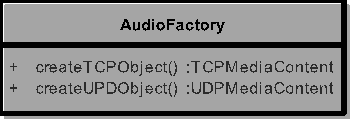 AudioFactory
+ createTCPObject() :TCPMediaContent
+ createUPDObject() :UDPMediaContent